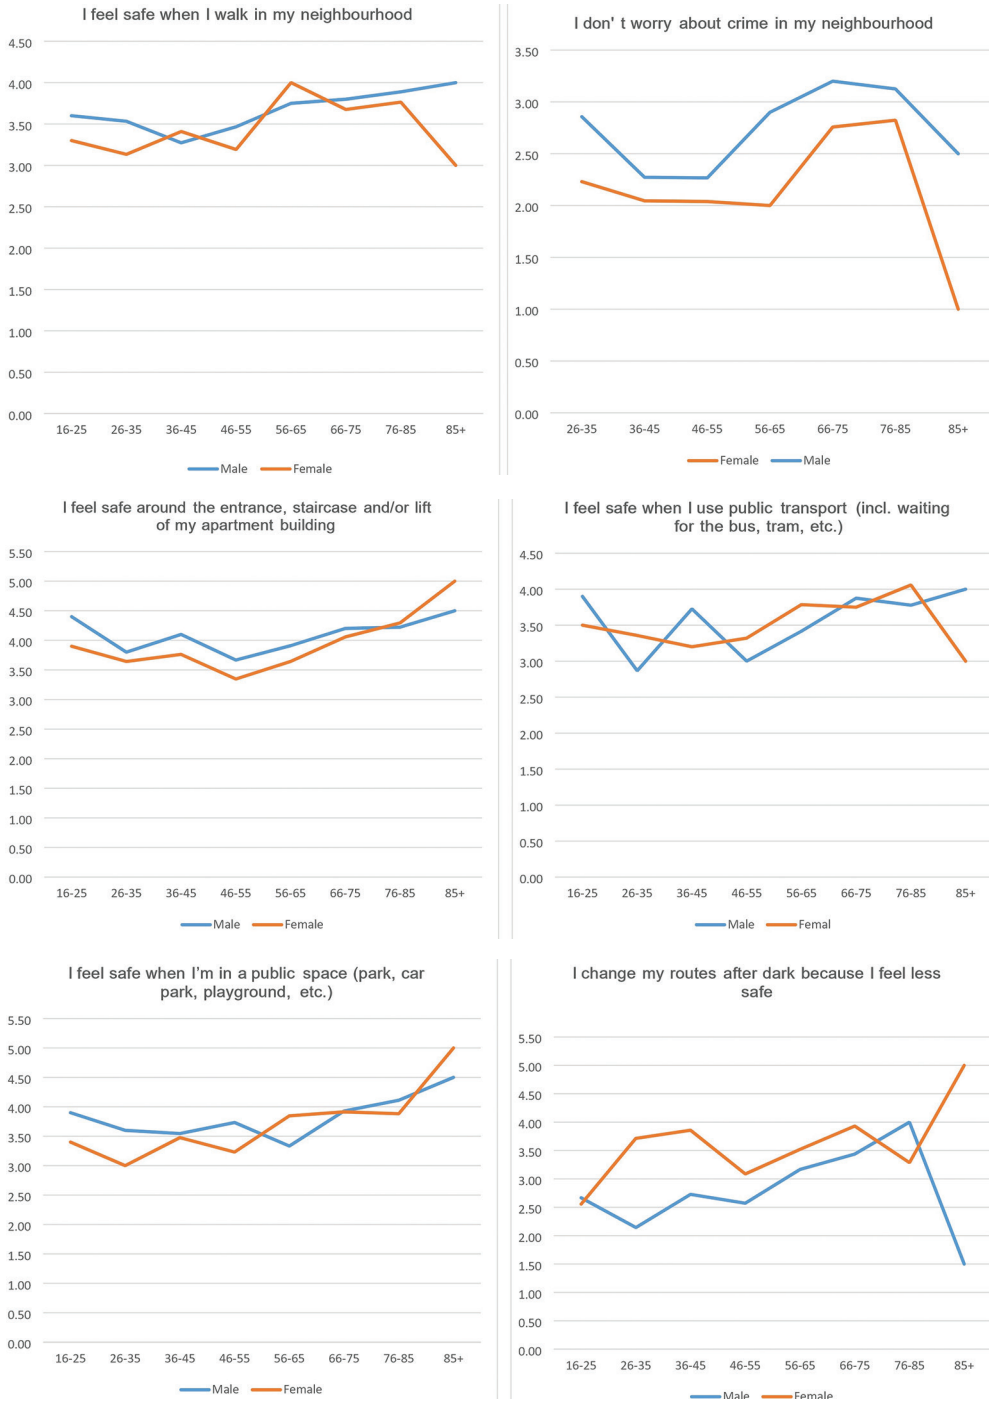 I feel safe when I walk in my neighbourhood
4.50
4.00
3.50
3.00
2.50
2.00
1.50
1.00
0.50
0.00
16-25 26-35 36-45 46-55 56-65 66-75 76-85 85+
Male Female
I don' t worry about crime in my neighbourhood
3.50
3.00
2.50
2.00
1.50
1.00
0.50
0.00
26-35 36-45 46-55 56-65 66-75 76-85 85+
Female Male
I feel safe around the entrance, staircase and/or lift
of my apartment building
5.50
5.00
4.50
4.00
3.50
3.00
2.50
2.00
1.50
1.00
0.50
0.00
16-25 26-35 36-45 46-55 56-65 66-75 76-85 85+
Male Female
I feel safe when I use public transport (incl. waiting
for the bus, tram, etc.)
4.50
4.00
3.50
3.00
2.50
2.00
1.50
1.00
0.50
0.00
16-25 26-35 36-45 46-55 56-65 66-75 76-85 85+
Male Femal
I feel safe when I'm in a public space (park, car
park, playground, etc.)
5.50
5.00
4.50
4.00
3.50
3.00
2.50
2.00
1.50
1.00
0.50
0.00
16-25 26-35 36-45 46-55 56-65 66-75 76-85 85+
Male Female
I change my routes after dark because I feel less
safe
5.50
5.00
4.50
4.00
3.50
3.00
2.50
2.00
1.50
1.00
0.50
0.00
16-25 26-35 36-45 46-55 56-65 66-75 76-85 85+
Male Female